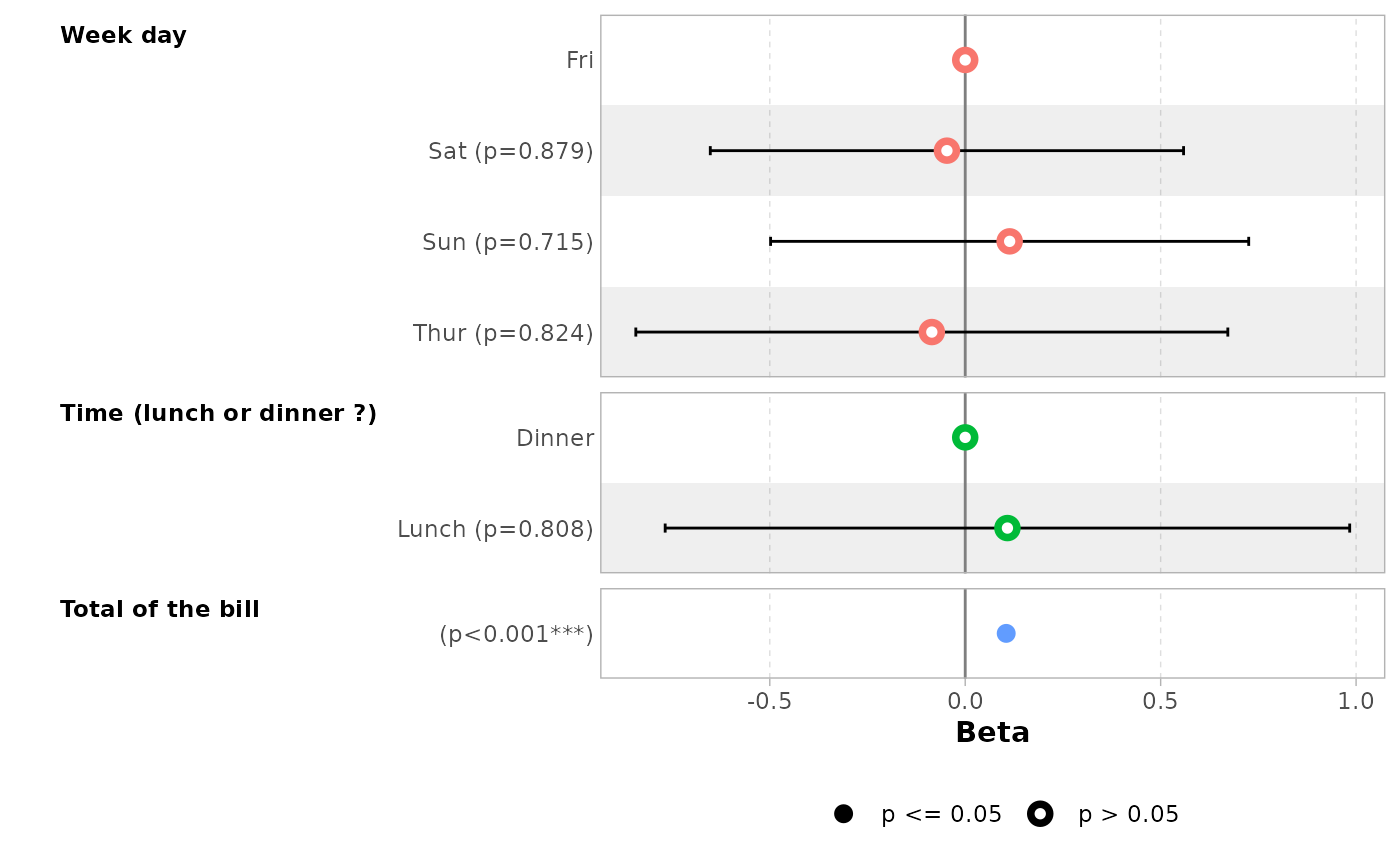 Week day
Fri
Sat (p=0.879)
Sun (p=0.715)
Thur (p=0.824)
Time (lunch or dinner ?)
Dinner
Lunch (p=0.808)
Total of the bill
(p<0.001***)
-0.5 0.0 0.5 1.0
Beta
p <= 0.05 p > 0.05